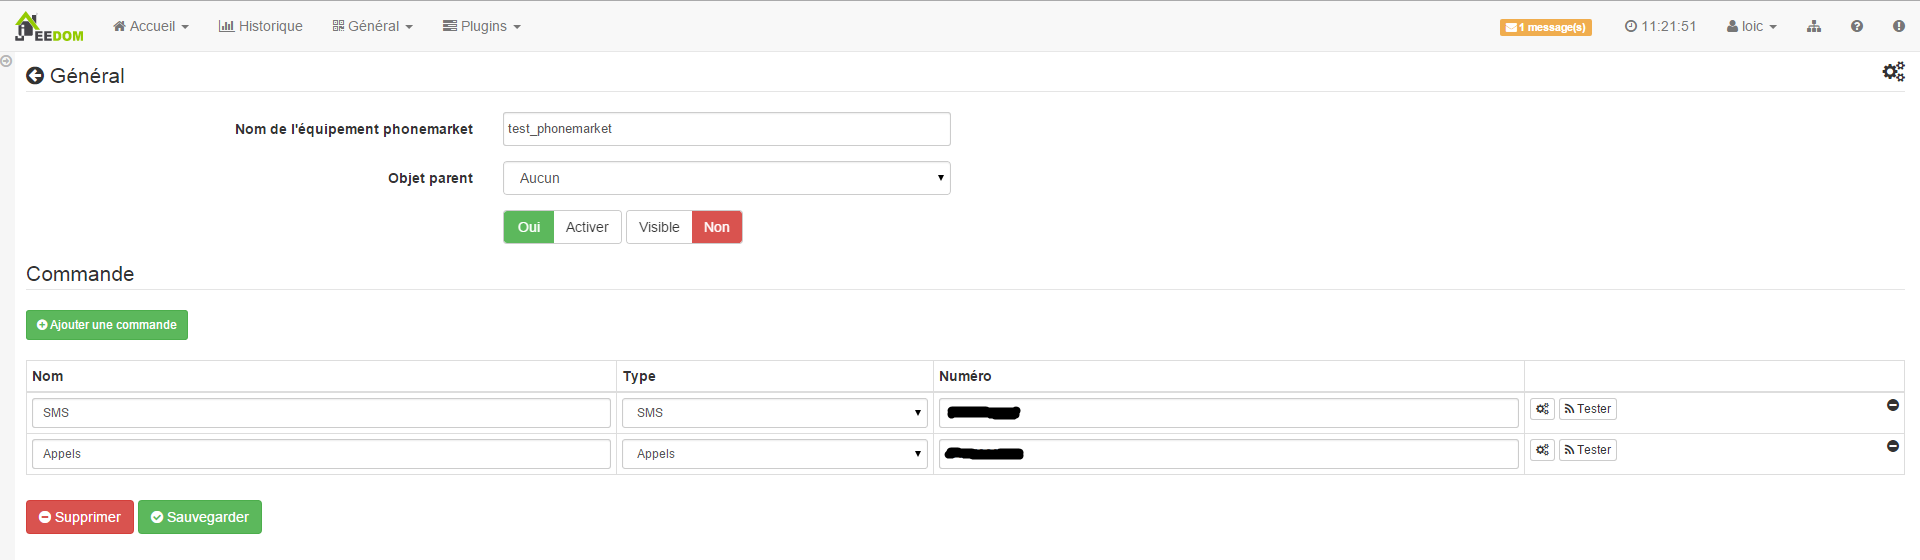 JEEDOM Accueil Historique Général Plugins 1 message(s) 11:21:51 loic
Général
Nom de l'équipement phonemarket test_phonemarket
Objet parent Aucun
Oui Activer Visible Non
Commande
Ajouter une commande
Nom Type Numéro
SMS SMS Tester
Appels Appels Tester
Supprimer Sauvegarder